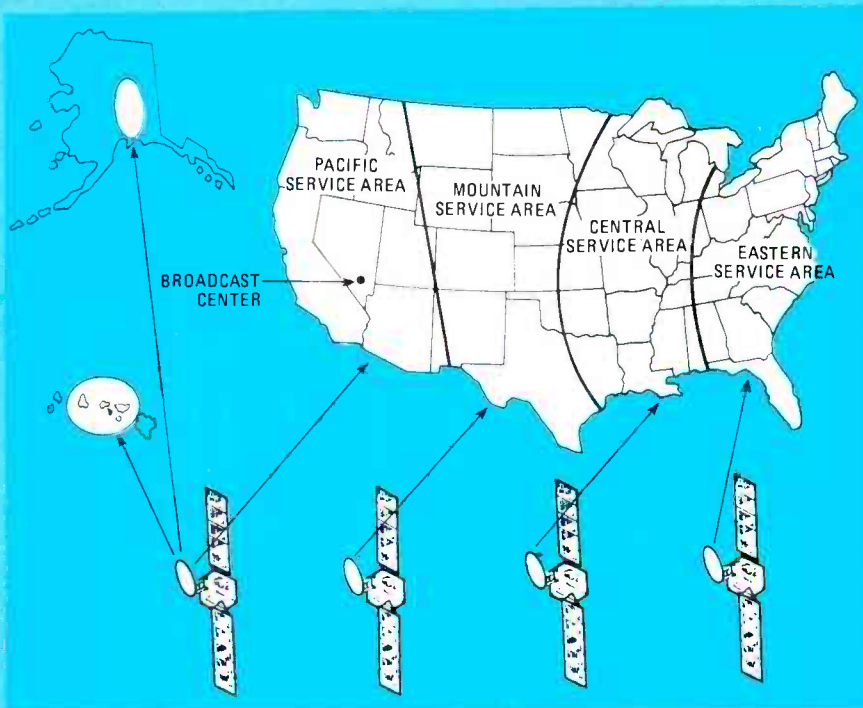 PACIFIC
SERVICE AREA
MOUNTAIN
SERVICE AREA
CENTRAL
SERVICE AREA
EASTERN
SERVICE AREA
BROADCAST
CENTER